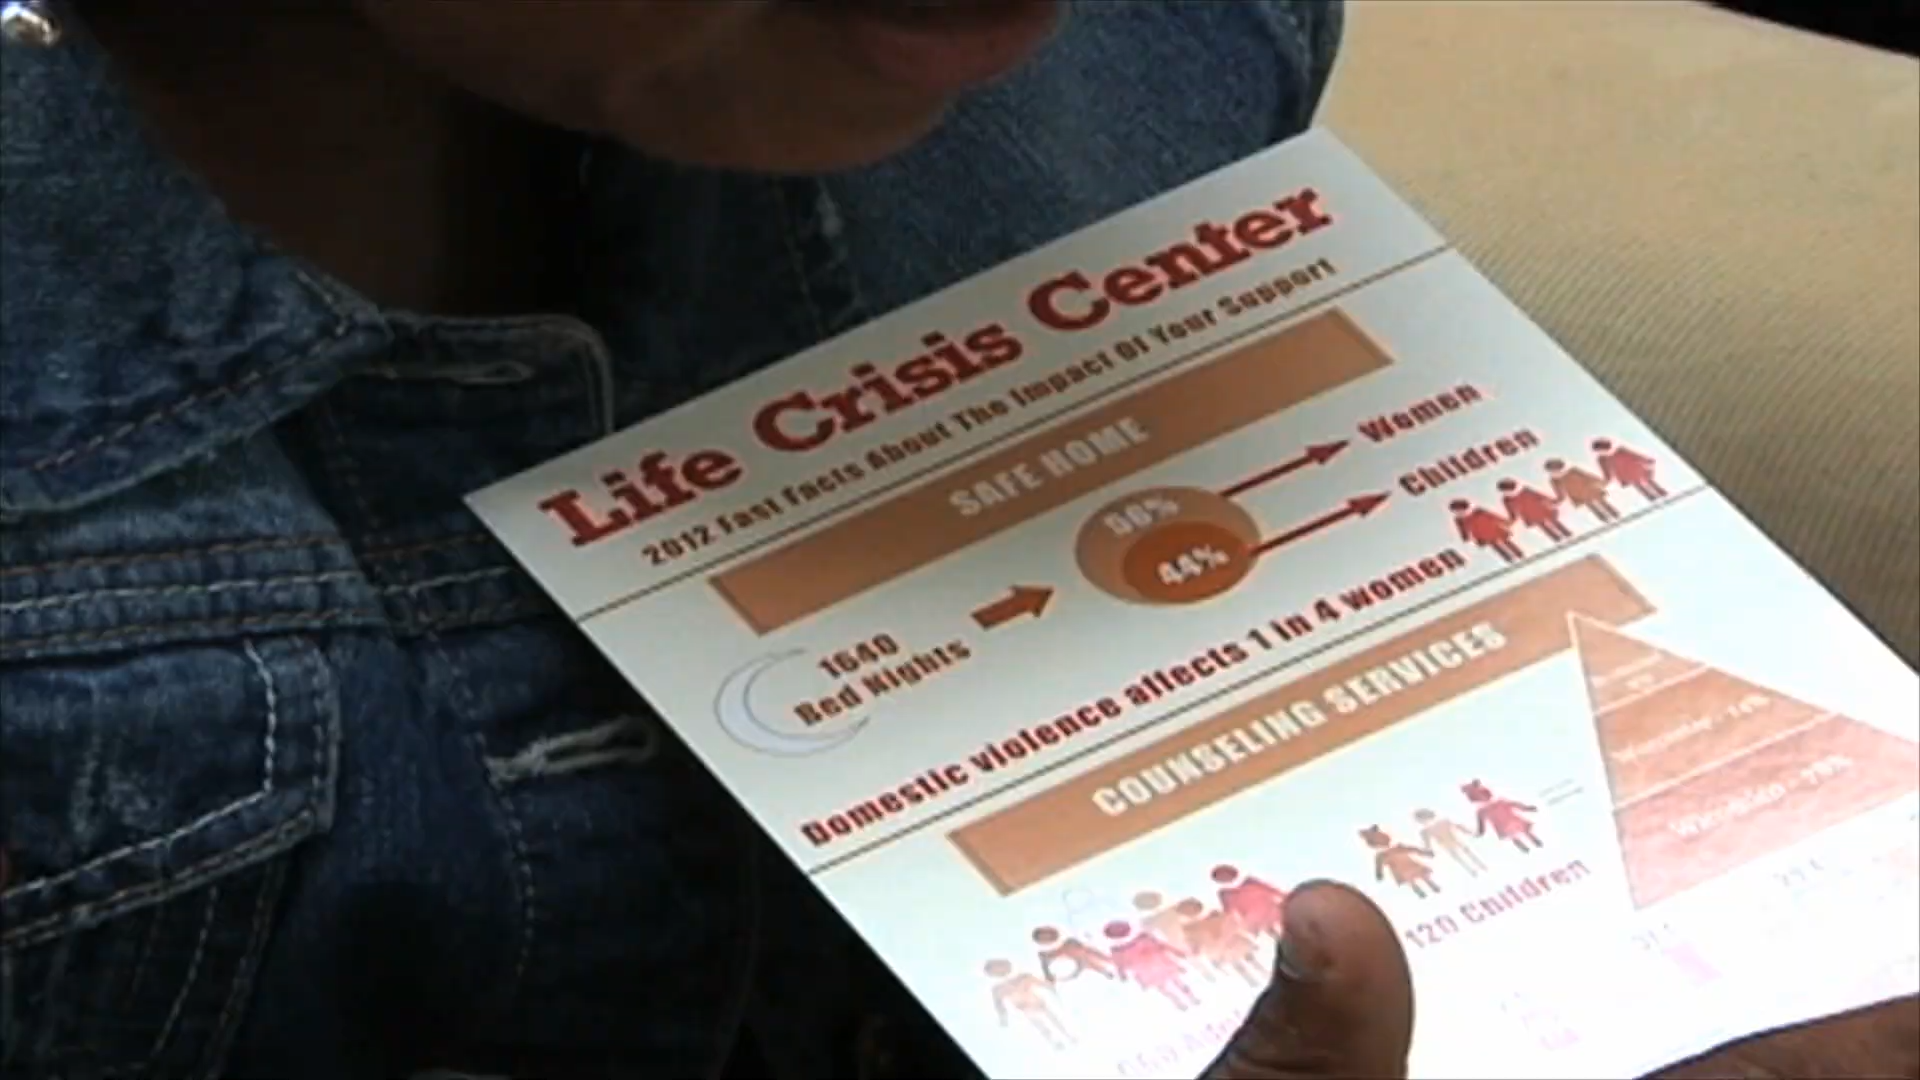 Life Crisis Center
2012 Fast Facts About The Impact Of Your Support
SAFE HOME
1640
Bed Nights
56%
44%
Women
Children
Domestic violence affects 1 in 4 women
COUNSELING SERVICES
120 Children